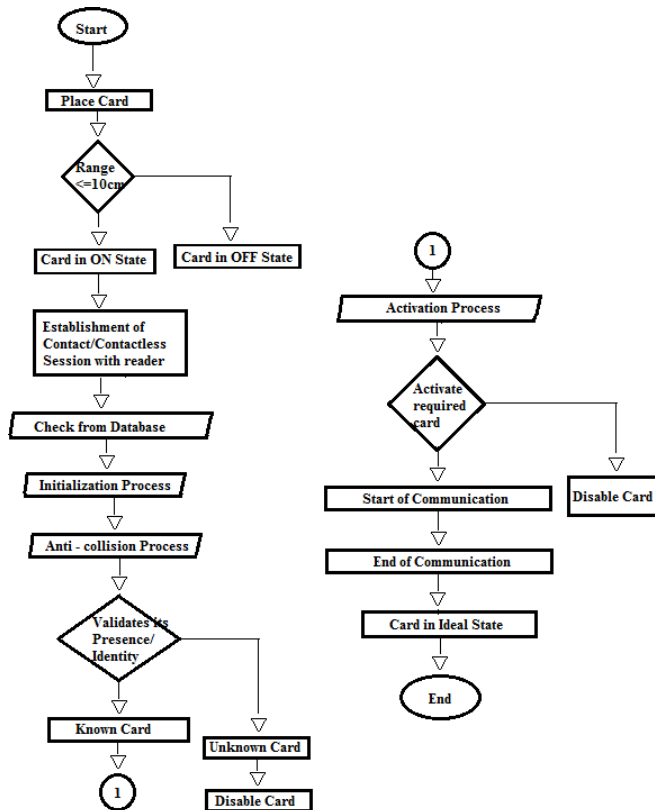 Start
Place Card
Range
<=10cm
Card in ON State
Card in OFF State
Establishment of
Contact/Contactless
Session with reader
Check from Database
Initialization Process
Anti - collision Process
Validates its
Presence/
Identity
Known Card
Unknown Card
1
Disable Card
1
Activation Process
Activate
required
card
Start of Communication
Disable Card
End of Communication
Card in Ideal State
End